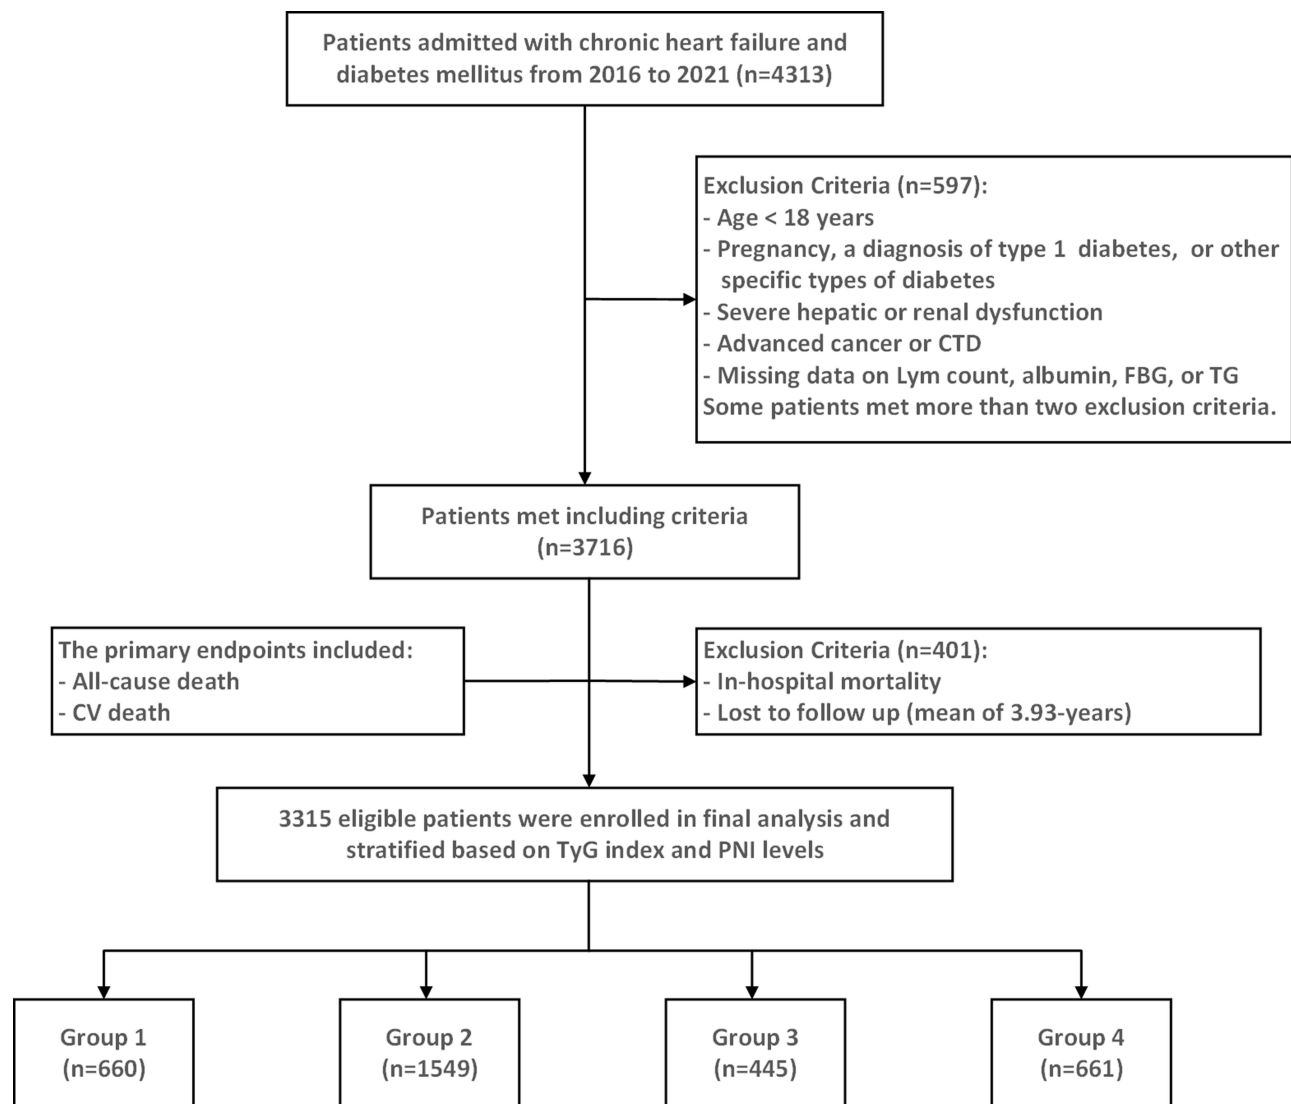 Patients admitted with chronic heart failure and
diabetes mellitus from 2016 to 2021 (n=4313)
Exclusion Criteria (n=597):
- Age < 18 years
- Pregnancy, a diagnosis of type 1 diabetes, or other
specific types of diabetes
- Severe hepatic or renal dysfunction
- Advanced cancer or CTD
- Missing data on Lym count, albumin, FBG, or TG
Some patients met more than two exclusion criteria.
Patients met including criteria
(n=3716)
The primary endpoints included:
- All-cause death
- CV death
Exclusion Criteria (n=401):
- In-hospital mortality
- Lost to follow up (mean of 3.93-years)
3315 eligible patients were enrolled in final analysis and
stratified based on TyG index and PNI levels
Group 1
(n=660)
Group 2
(n=1549)
Group 3
(n=445)
Group 4
(n=661)